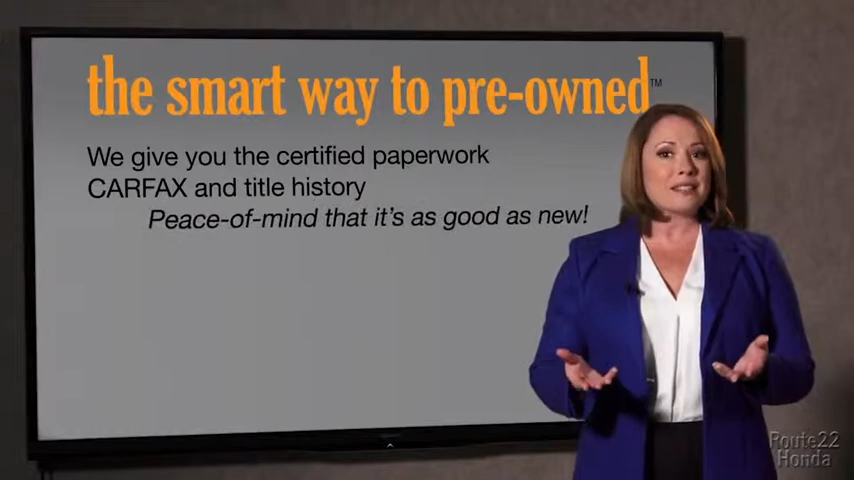 the smart way to pre-owned™
We give you the certified paperwork
CARFAX and title history
Peace-of-mind that it's as good as new!
Route22
Honda